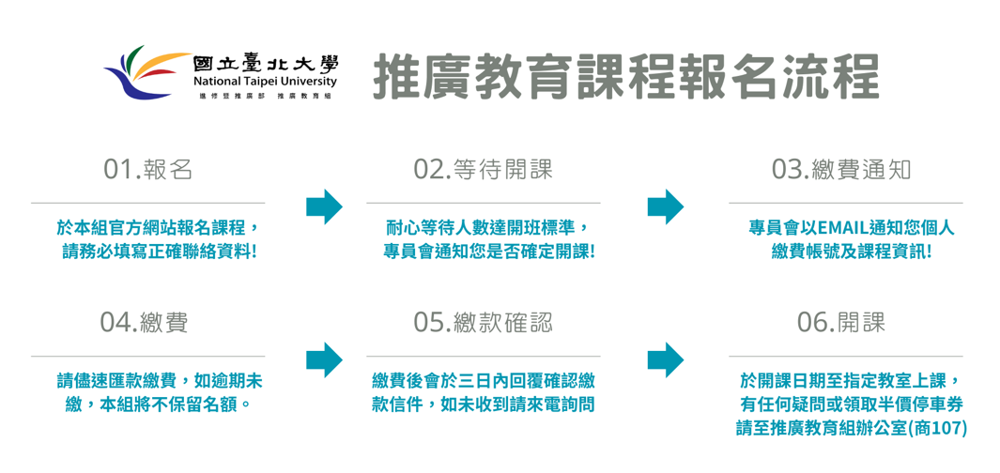 國立臺北大學
National Taipei University
進修暨推廣部 推廣教育組
推廣教育課程報名流程
01.報名
於本組官方網站報名課程，
請務必填寫正確聯絡資料!
02.等待開課
耐心等待人數達開班標準，
專員會通知您是否確定開課!
03.繳費通知
專員會以EMAIL通知您個人
繳費帳號及課程資訊!
04.繳費
請儘速匯款繳費，如逾期未
繳，本組將不保留名額。
05.繳款確認
繳費後會於三日內回覆確認繳
款信件，如未收到請來電詢問
06.開課
於開課日期至指定教室上課，
有任何疑問或領取半價停車券
請至推廣教育組辦公室(商107)